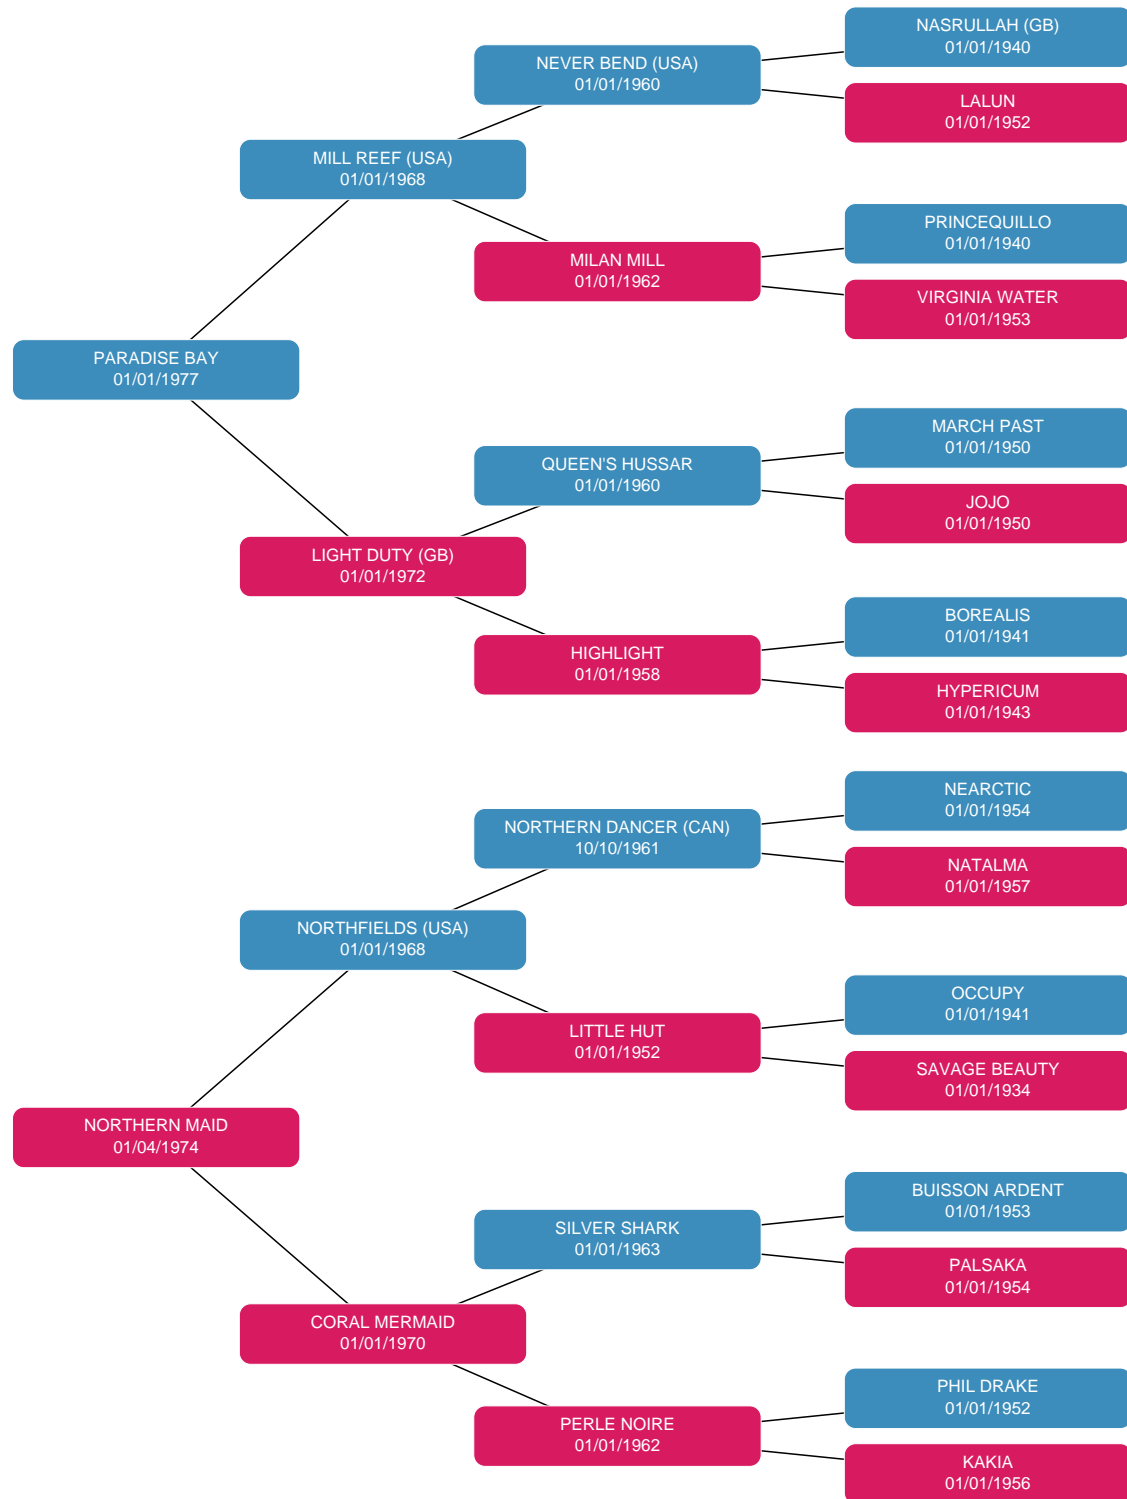 NASRULLAH (GB)
01/01/1940
NEVER BEND (USA)
01/01/1960
LALUN
01/01/1952
MILL REEF (USA)
01/01/1968
PRINCEQUILLO
01/01/1940
MILAN MILL
01/01/1962
VIRGINIA WATER
01/01/1953
PARADISE BAY
01/01/1977
MARCH PAST
01/01/1950
QUEEN'S HUSSAR
01/01/1960
JOJO
01/01/1950
LIGHT DUTY (GB)
01/01/1972
BOREALIS
01/01/1941
HIGHLIGHT
01/01/1958
HYPERICUM
01/01/1943
NEARCTIC
01/01/1954
NORTHERN DANCER (CAN)
10/10/1961
NATALMA
01/01/1957
NORTHFIELDS (USA)
01/01/1968
OCCUPY
01/01/1941
LITTLE HUT
01/01/1952
SAVAGE BEAUTY
01/01/1934
NORTHERN MAID
01/04/1974
BUISSON ARDENT
01/01/1953
SILVER SHARK
01/01/1963
PALSAKA
01/01/1954
CORAL MERMAID
01/01/1970
PHIL DRAKE
01/01/1952
PERLE NOIRE
01/01/1962
KAKIA
01/01/1956